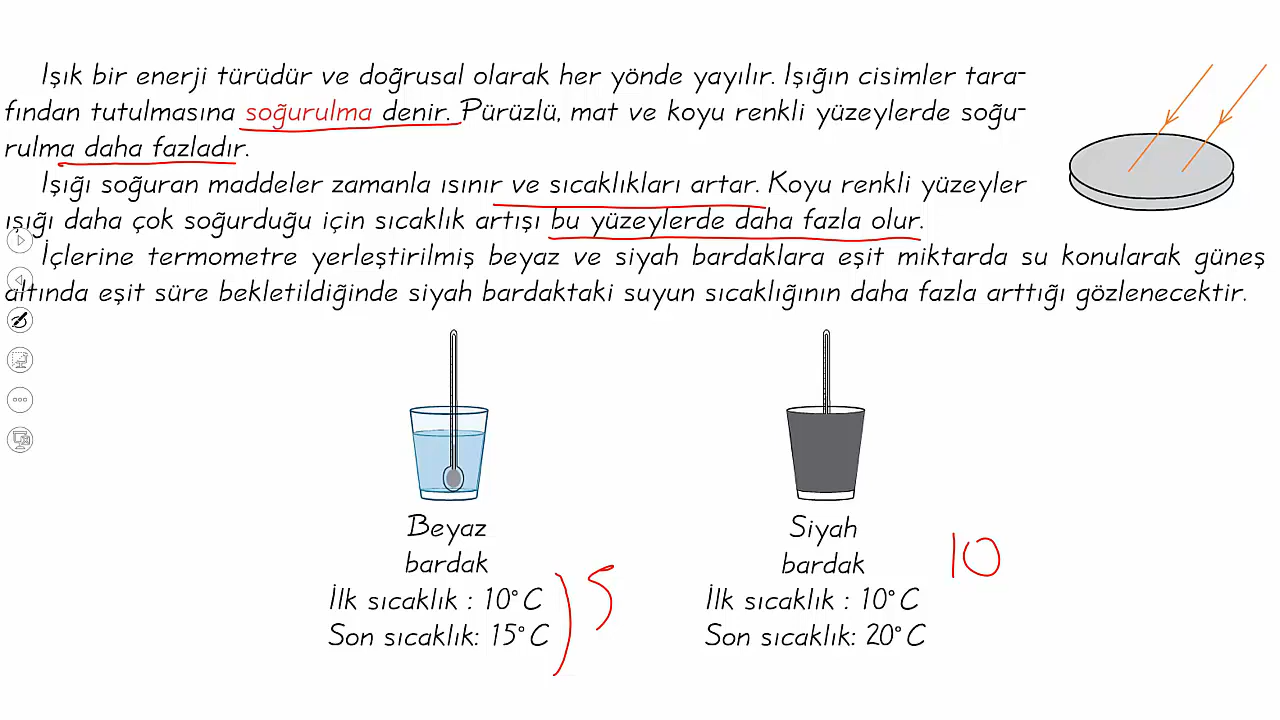 Işık bir enerji türüdür ve doğrusal olarak her yönde yayılır. Işığın cisimler tara-
fından tutulmasına soğurulma denir. Pürüzlü, mat ve koyu renkli yüzeylerde soğu-
rulma daha fazladır.
Işığı soğuran maddeler zamanla ısınır ve sıcaklıkları artar. Koyu renkli yüzeyler
ışığı daha çok soğurduğu için sıcaklık artışı bu yüzeylerde daha fazla olur.
İçlerine termometre yerleştirilmiş beyaz ve siyah bardaklara eşit miktarda su konularak güneş
altında eşit süre bekletildiğinde siyah bardaktaki suyun sıcaklığının daha fazla arttığı gözlenecektir.
Beyaz
bardak
İlk sıcaklık : 10°C
Son sıcaklık: 15°C
5
Siyah
bardak
İlk sıcaklık : 10°C
Son sıcaklık: 20°C
10